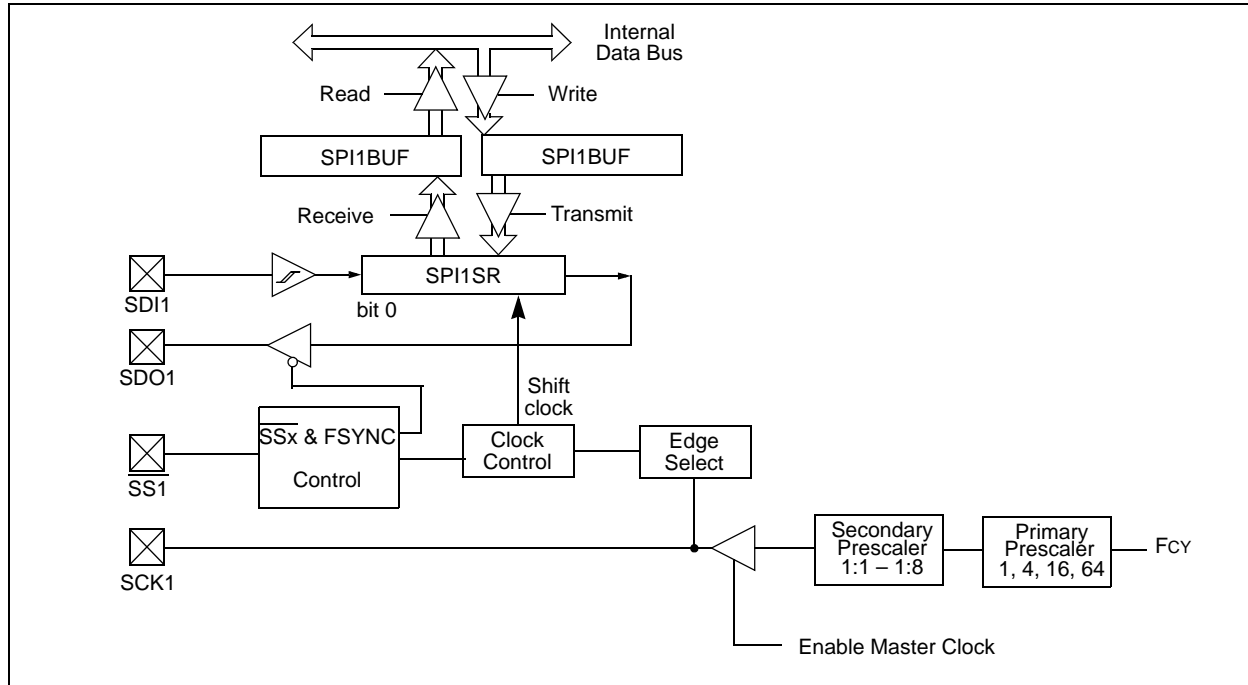 Internal
Data Bus
Read
Write
SPI1BUF
SPI1BUF
Receive
Transmit
SDI1
SPI1SR
bit 0
SDO1
Shift
clock
SSx & FSYNC
Control
Clock
Control
Edge
Select
SS1
SCK1
Secondary
Prescaler
1:1 – 1:8
Primary
Prescaler
1, 4, 16, 64
FCY
Enable Master Clock